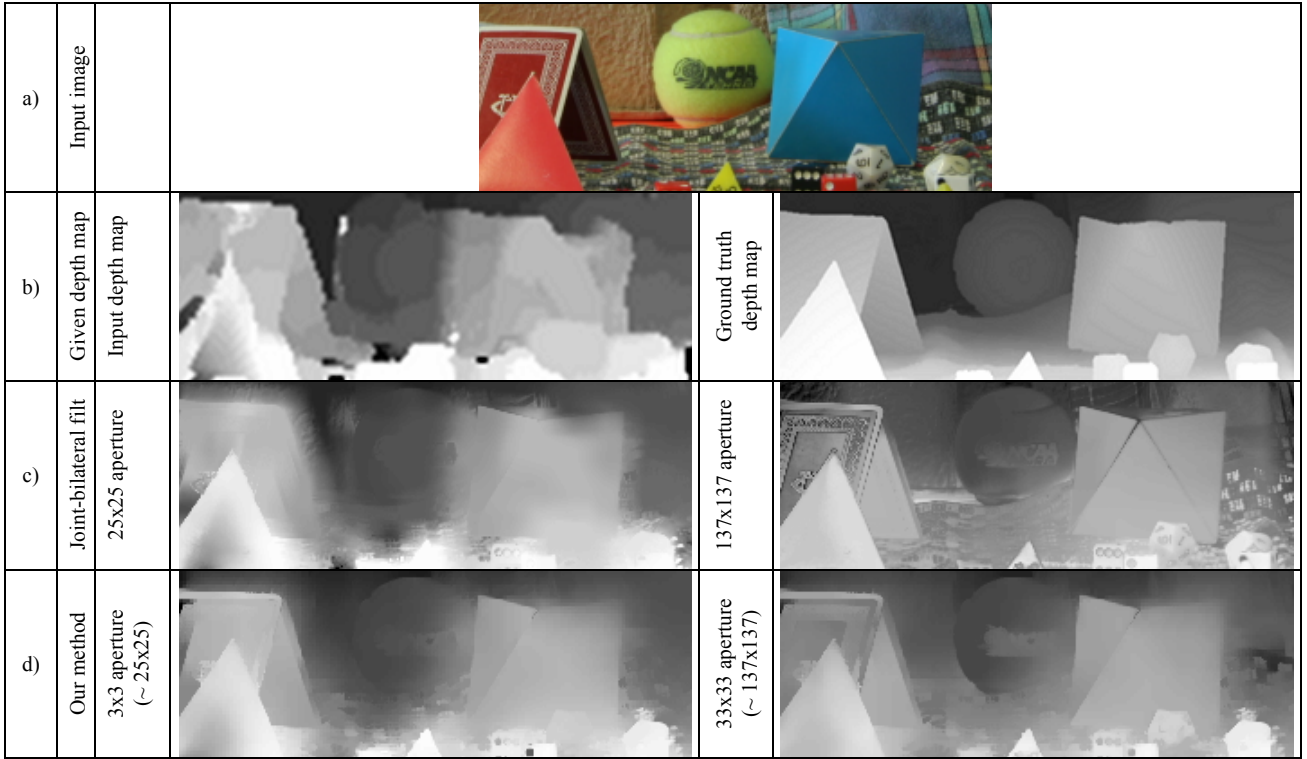 a)
Input image
NCAA
b)
Given depth map
Input depth map
Ground truth
depth map
c)
Joint-bilateral filt
25x25 aperture
137x137 aperture
d)
Our method
3x3 aperture
(~ 25x25)
33x33 aperture
(~ 137x137)